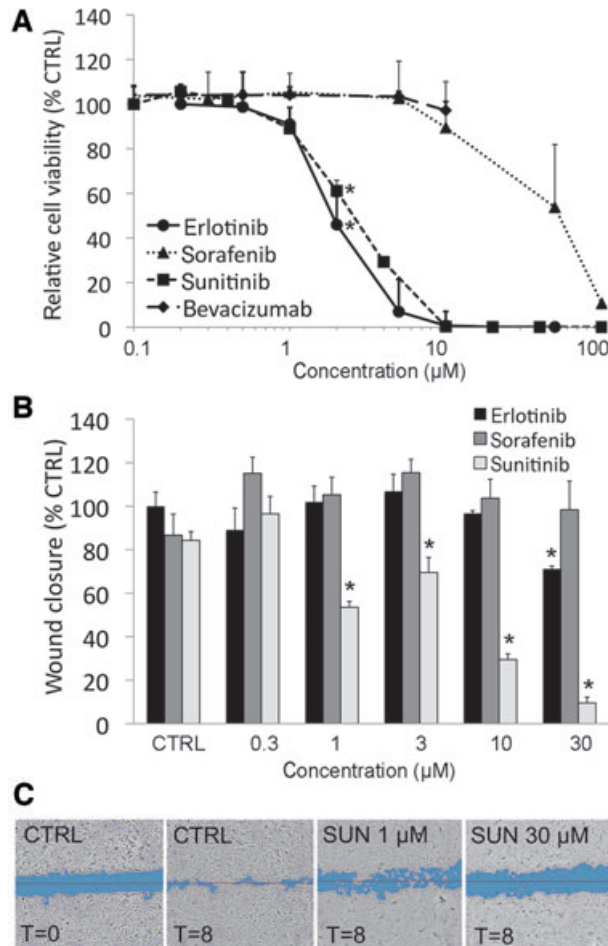 A
Relative cell viability (% CTRL)
140
120
100
80
60
40
20
0
*
*
Erlotinib
Sorafenib
Sunitinib
Bevacizumab
0.1
1
10
100
Concentration (µM)
B
Wound closure (% CTRL)
140
120
100
80
60
40
20
0
Erlotinib
Sorafenib
Sunitinib
*
*
*
*
*
CTRL
0.3
1
3
10
30
Concentration (µM)
C
CTRL
T=0
CTRL
T=8
SUN 1 µM
T=8
SUN 30 µM
T=8